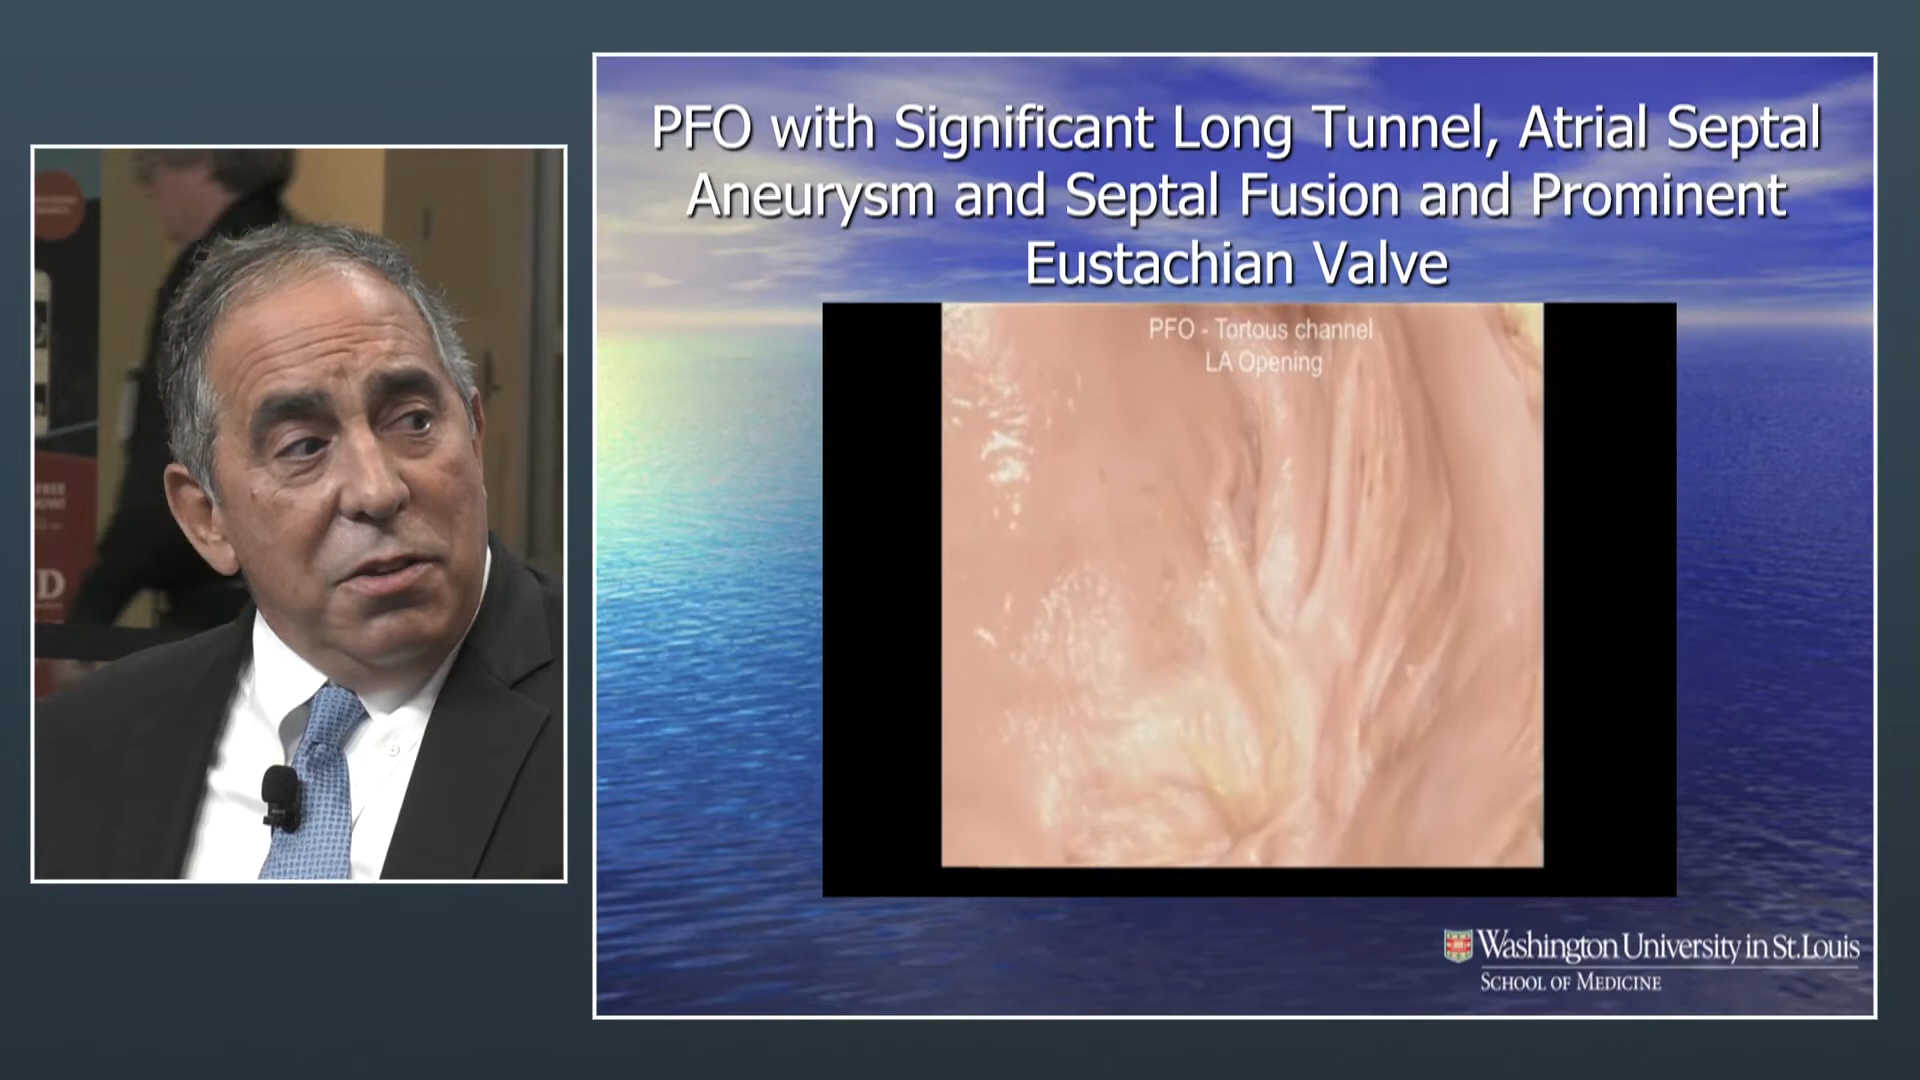 PFO with Significant Long Tunnel, Atrial Septal
Aneurysm and Septal Fusion and Prominent
Eustachian Valve
PFO - Tortous channel
LA Opening
Washington University in St. Louis
SCHOOL OF MEDICINE
FREE
D